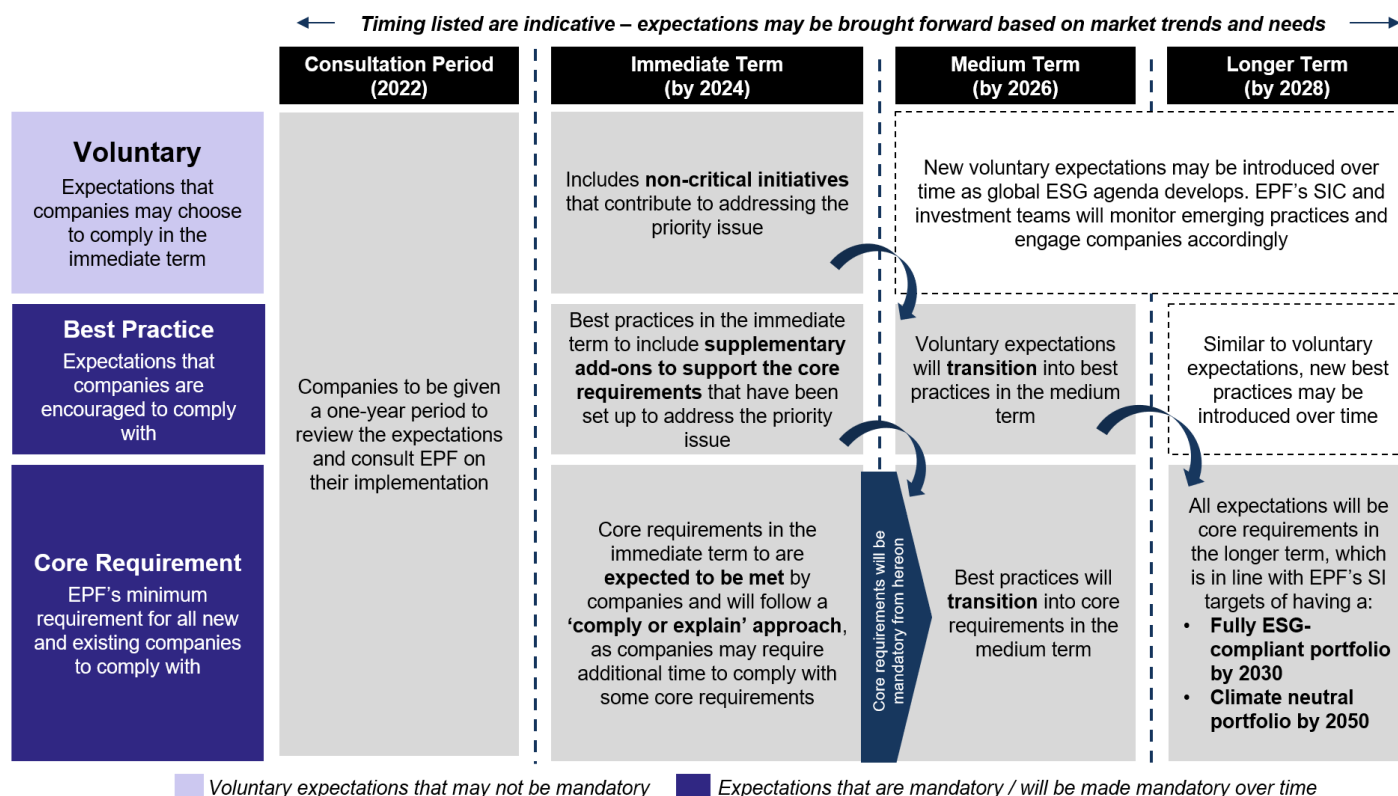 Timing listed are indicative – expectations may be brought forward based on market trends and needs
Consultation Period
(2022)
Immediate Term
(by 2024)
Medium Term
(by 2026)
Longer Term
(by 2028)
Voluntary
Expectations that
companies may choose
to comply in the
immediate term
Includes non-critical initiatives
that contribute to addressing the
priority issue
New voluntary expectations may be introduced over
time as global ESG agenda develops. EPF’s SIC and
investment teams will monitor emerging practices and
engage companies accordingly
Best Practice
Expectations that
companies are
encouraged to comply
with
Companies to be given
a one-year period to
review the expectations
and consult EPF on
their implementation
Best practices in the immediate
term to include supplementary
add-ons to support the core
requirements that have been
set up to address the priority
issue
Voluntary expectations
will transition into best
practices in the medium
term
Similar to voluntary
expectations, new best
practices may be
introduced over time
Core Requirement
EPF’s minimum
requirement for all new
and existing companies
to comply with
Core requirements in the
immediate term to are
expected to be met by
companies and will follow a
‘comply or explain’ approach,
as companies may require
additional time to comply with
some core requirements
Core requirements will be
mandatory from hereon
Best practices will
transition into core
requirements in the
medium term
All expectations will be
core requirements in
the longer term, which
is in line with EPF’s SI
targets of having a:
• Fully ESG-
compliant portfolio
by 2030
• Climate neutral
portfolio by 2050
Voluntary expectations that may not be mandatory
Expectations that are mandatory / will be made mandatory over time